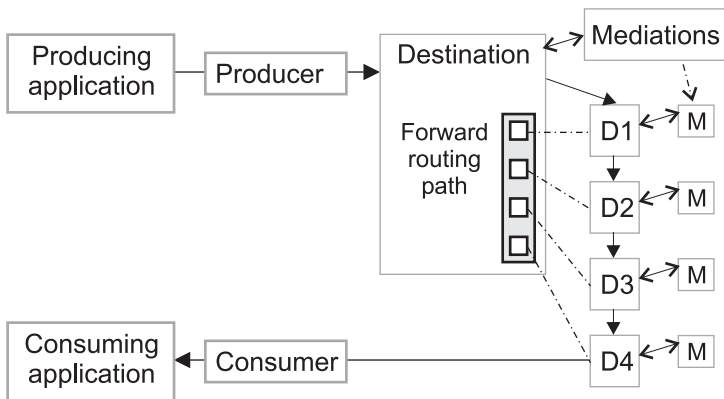 Producing
application
Producer
Destination
Mediations
Forward
routing
path
D1
M
D2
M
D3
M
D4
M
Consuming
application
Consumer